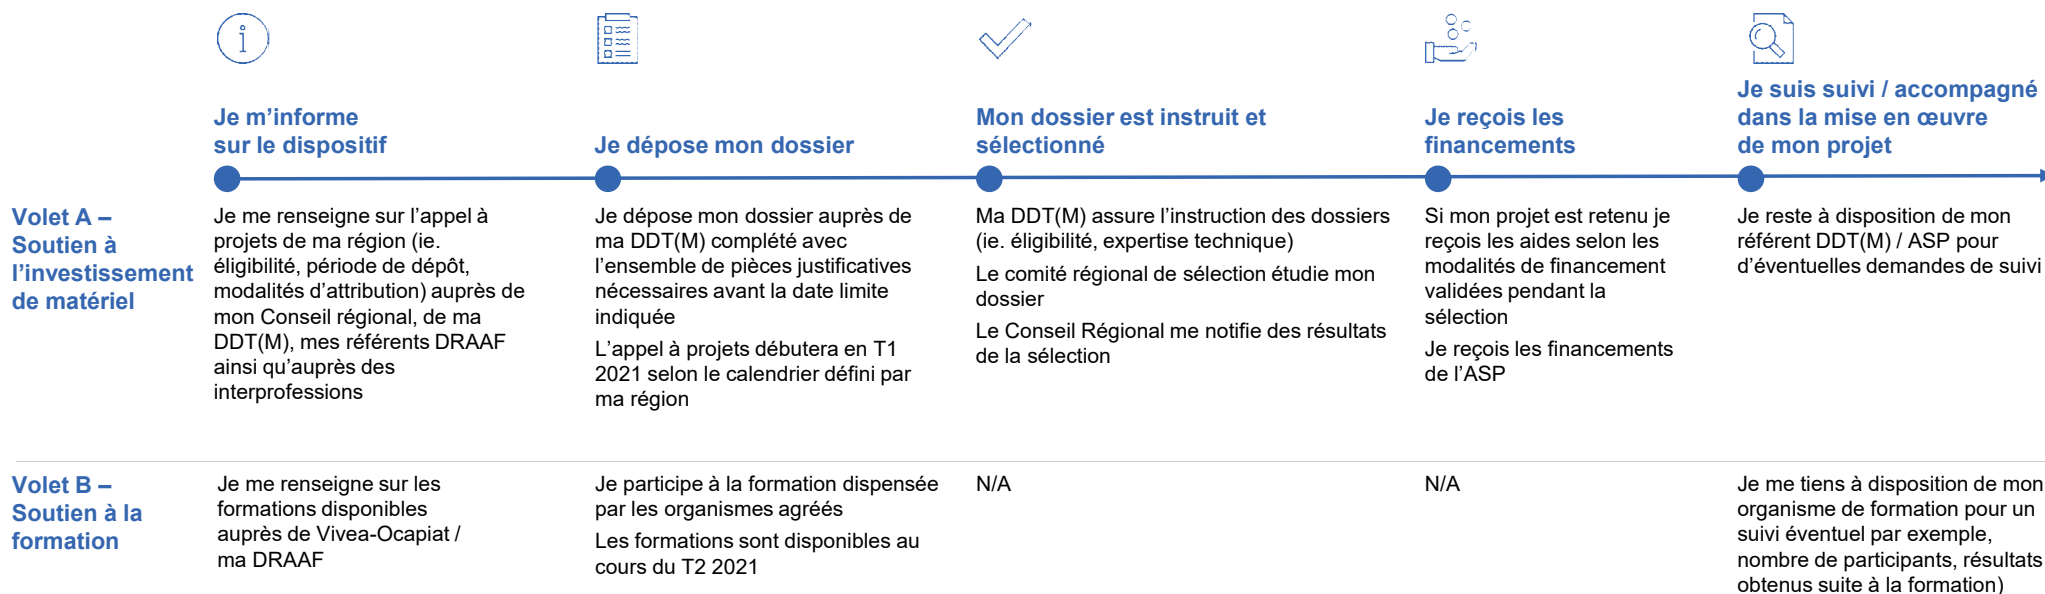 Je m’informe
sur le dispositif
Je dépose mon dossier
Mon dossier est instruit et
sélectionné
Je reçois les
financements
Je suis suivi / accompagné
dans la mise en œuvre
de mon projet
Volet A –
Soutien à
l’investissement
de matériel
Je me renseigne sur l’appel à
projets de ma région (ie.
éligibilité, période de dépôt,
modalités d’attribution) auprès de
mon Conseil régional, de ma
DDT(M), mes référents DRAAF
ainsi qu’auprès des
interprofessions
Je dépose mon dossier auprès de
ma DDT(M) complété avec
l’ensemble de pièces justificatives
nécessaires avant la date limite
indiquée
L’appel à projets débutera en T1
2021 selon le calendrier défini par
ma région
Ma DDT(M) assure l’instruction des dossiers
(ie. éligibilité, expertise technique)
Le comité régional de sélection étudie mon
dossier
Le Conseil Régional me notifie des résultats
de la sélection
Si mon projet est retenu je
reçois les aides selon les
modalités de financement
validées pendant la
sélection
Je reçois les financements
de l’ASP
Je reste à disposition de mon
référent DDT(M) / ASP pour
d’éventuelles demandes de suivi
Volet B –
Soutien à la
formation
Je me renseigne sur les
formations disponibles
auprès de Vivea-Ocapiat /
ma DRAAF
Je participe à la formation dispensée
par les organismes agréés
Les formations sont disponibles au
cours du T2 2021
N/A
N/A
Je me tiens à disposition de mon
organisme de formation pour un
suivi éventuel par exemple,
nombre de participants, résultats
obtenus suite à la formation)